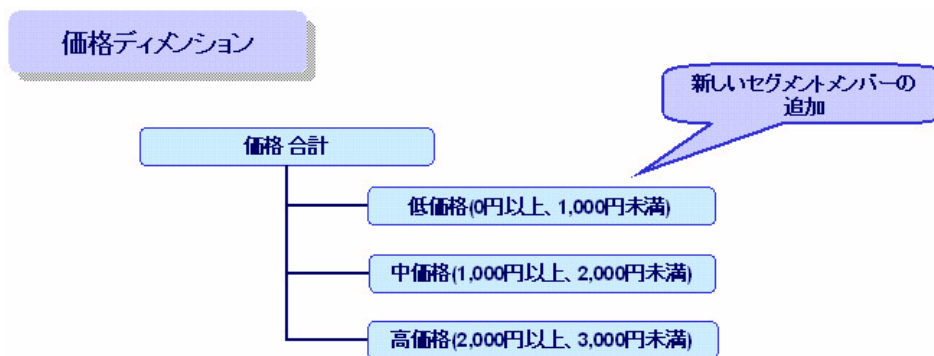 価格ディメンション
新しいセグメントメンバーの
追加
価格 合計
低価格(0円以上、1,000円未満)
中価格(1,000円以上、2,000円未満)
高価格(2,000円以上、3,000円未満)